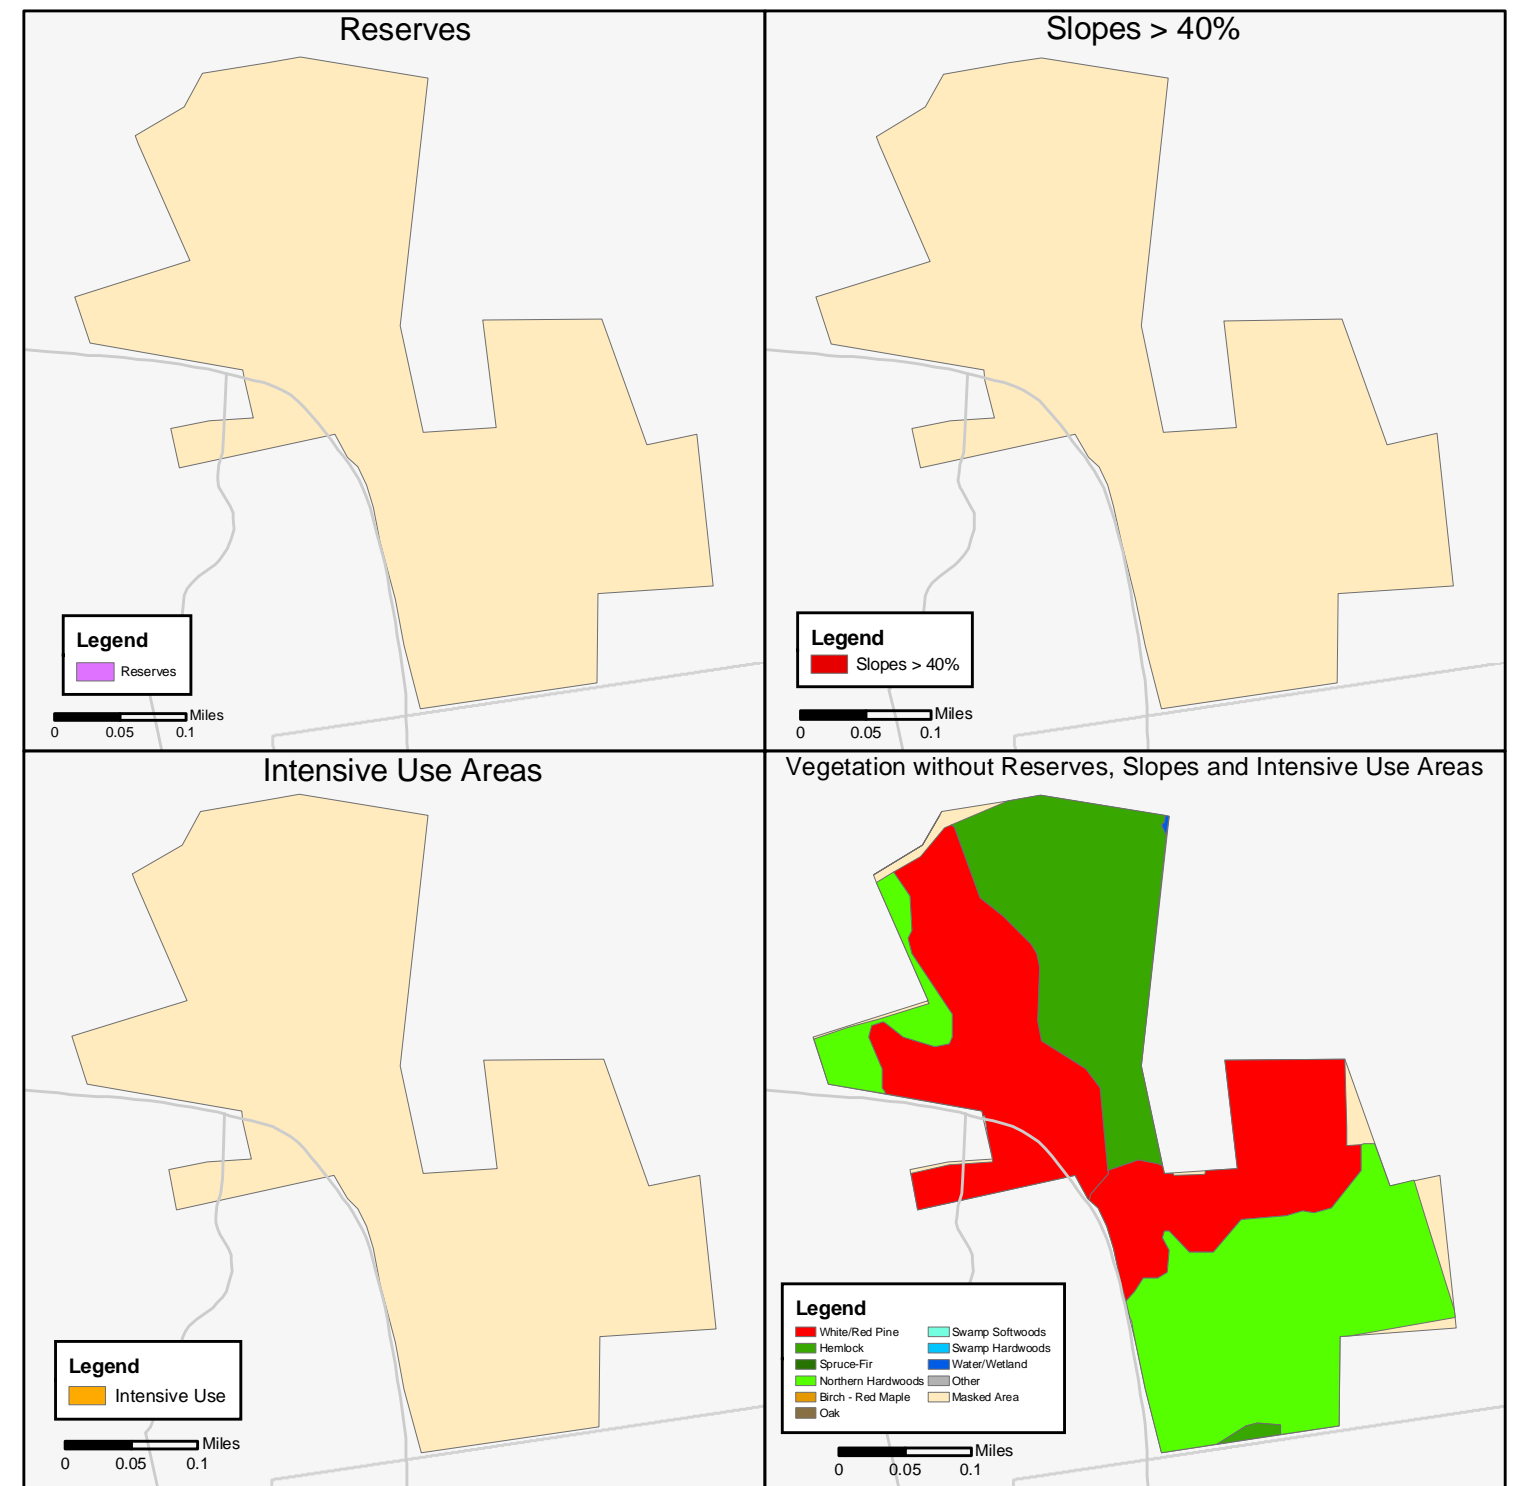 Reserves
Legend
Reserves
Miles
0 0.05 0.1
Slopes > 40%
Legend
Slopes > 40%
Miles
0 0.05 0.1
Intensive Use Areas
Legend
Intensive Use
Miles
0 0.05 0.1
Vegetation without Reserves, Slopes and Intensive Use Areas
Legend
White/Red Pine
Hemlock
Spruce-Fir
Northern Hardwoods
Birch - Red Maple
Oak
Swamp Softwoods
Swamp Hardwoods
Water/Wetland
Other
Masked Area
Miles
0 0.05 0.1